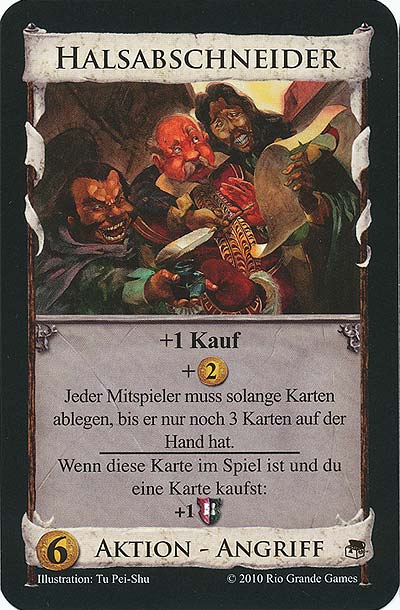 HALSABSCHNEIDER
+1 Kauf
+ 2
Jeder Mitspieler muss solange Karten
ablegen, bis er nur noch 3 Karten auf der
Hand hat.
Wenn diese Karte im Spiel ist und du
eine Karte kaufst:
+1
6 AKTION - ANGRIFF
Illustration: Tu Pei-Shu © 2010 Rio Grande Games